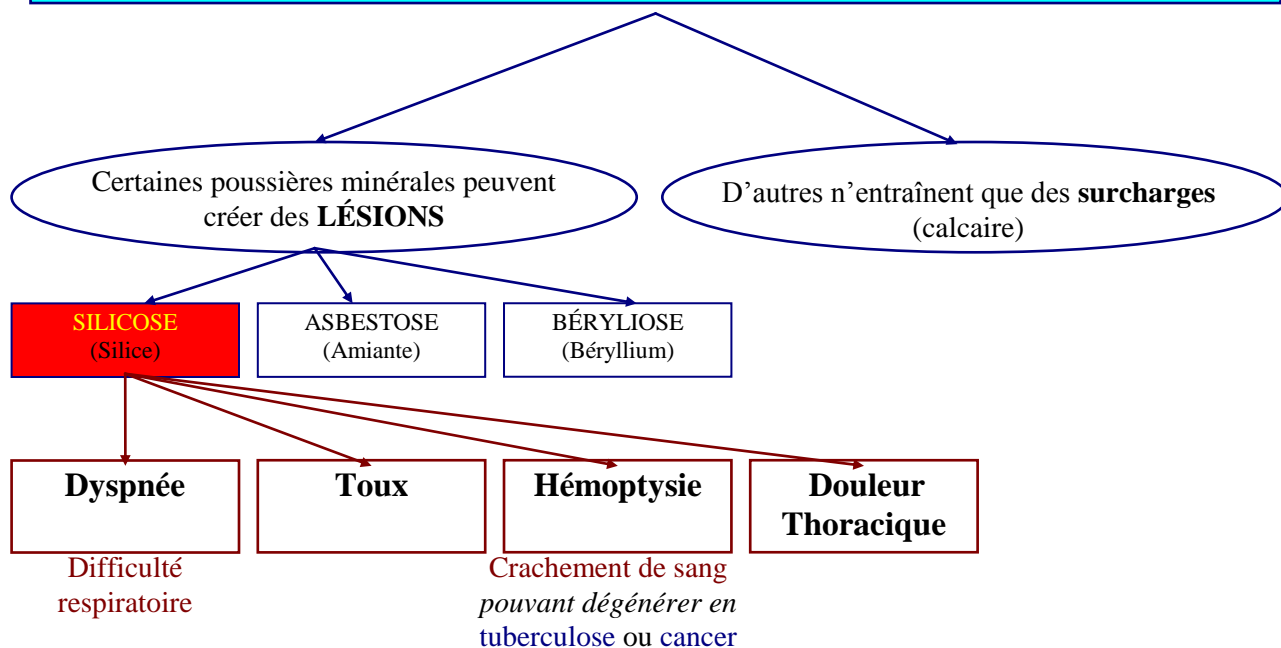 Certaines poussières minérales peuvent
créer des LÉSIONS
D’autres n’entraînent que des surcharges
(calcaire)
SILICOSE
(Silice)
ASBESTOSE
(Amiante)
BÉRYLIOSE
(Béryllium)
Dyspnée
Toux
Hémoptysie
Douleur
Thoracique
Difficulté
respiratoire
Crachement de sang
pouvant dégénérer en
tuberculose ou cancer